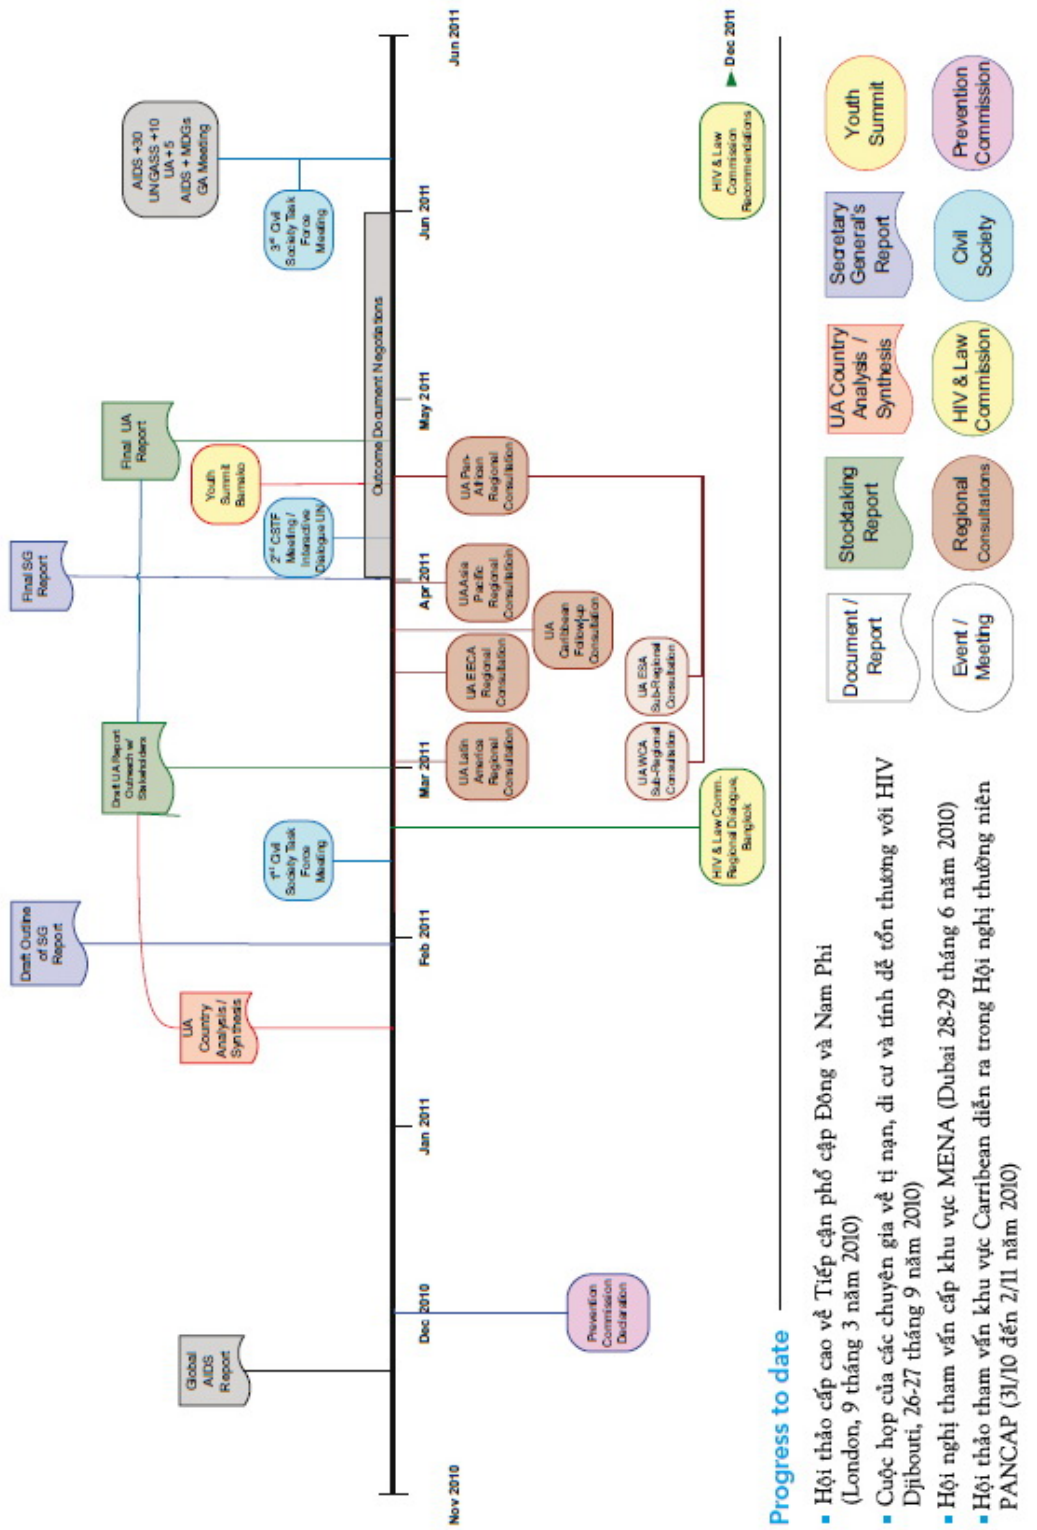 Final SG
Report
Draft Outline
of SG
Report
Final UA
Report
Draft UA Report
Outreach w/
Stakeholders
AIDS +30
UNGASS +10
UA +5
AIDS + MDGs
GA Meeting
Global
AIDS
Report
UA
Country
Analysis /
Synthesis
Youth
Summit
Bamako
1st Civil
Society Task
Force
Meeting
2nd CSTF
Meeting /
Interactive
Dialogue UN
3rd Civil
Society Task
Force
Meeting
Outcome Document Negotiations
Nov 2010
Dec 2010
Jan 2011
Feb 2011
Mar 2011
Apr 2011
May 2011
Jun 2011
Jun 2011
UA Latin
America
Regional
Consultation
UA EECA
Regional
Consultation
UA Asia
Pacific
Regional
Consultatioin
UA Pan-
African
Regional
Consultation
UA
Caribbean
Follow-up
Consultation
Prevention
Commission
Declaration
UA WCA
Sub-Regional
Consultation
UA ESA
Sub-Regional
Consultation
HIV & Law Comm.
Regional Dialogue,
Bangkok
HIV & Law
Commission
Recommendations
Dec 2011
Progress to date
▪ Hội thảo cấp cao về Tiếp cận phổ cập Đông và Nam Phi
(London, 9 tháng 3 năm 2010)
▪ Cuộc họp của các chuyên gia về tị nạn, di cư và tính dễ tổn thương với HIV
Djibouti, 26-27 tháng 9 năm 2010)
▪ Hội nghị tham vấn cấp khu vực MENA (Dubai 28-29 tháng 6 năm 2010)
▪ Hội thảo tham vấn khu vực Carribean diễn ra trong Hội nghị thường niên
PANCAP (31/10 đến 2/11 năm 2010)
Document /
Report
Stocktaking
Report
UA Country
Analysis /
Synthesis
Secretary
General's
Report
Youth
Summit
Event /
Meeting
Regional
Consultations
HIV & Law
Commission
Civil
Society
Prevention
Commission